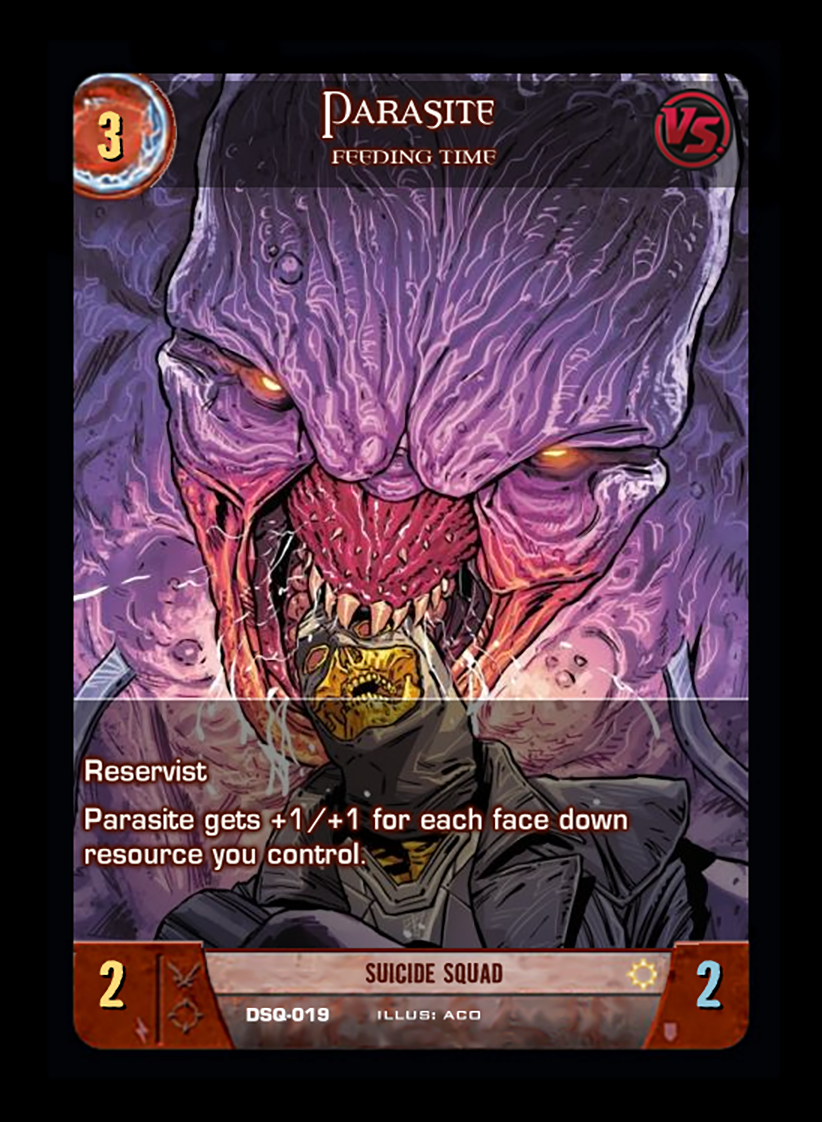 3
PARASITE
FEEDING TIME
VS.
Reservist
Parasite gets +1/+1 for each face down
resource you control.
2
SUICIDE SQUAD
2
DSQ-019
ILLUS: ACO